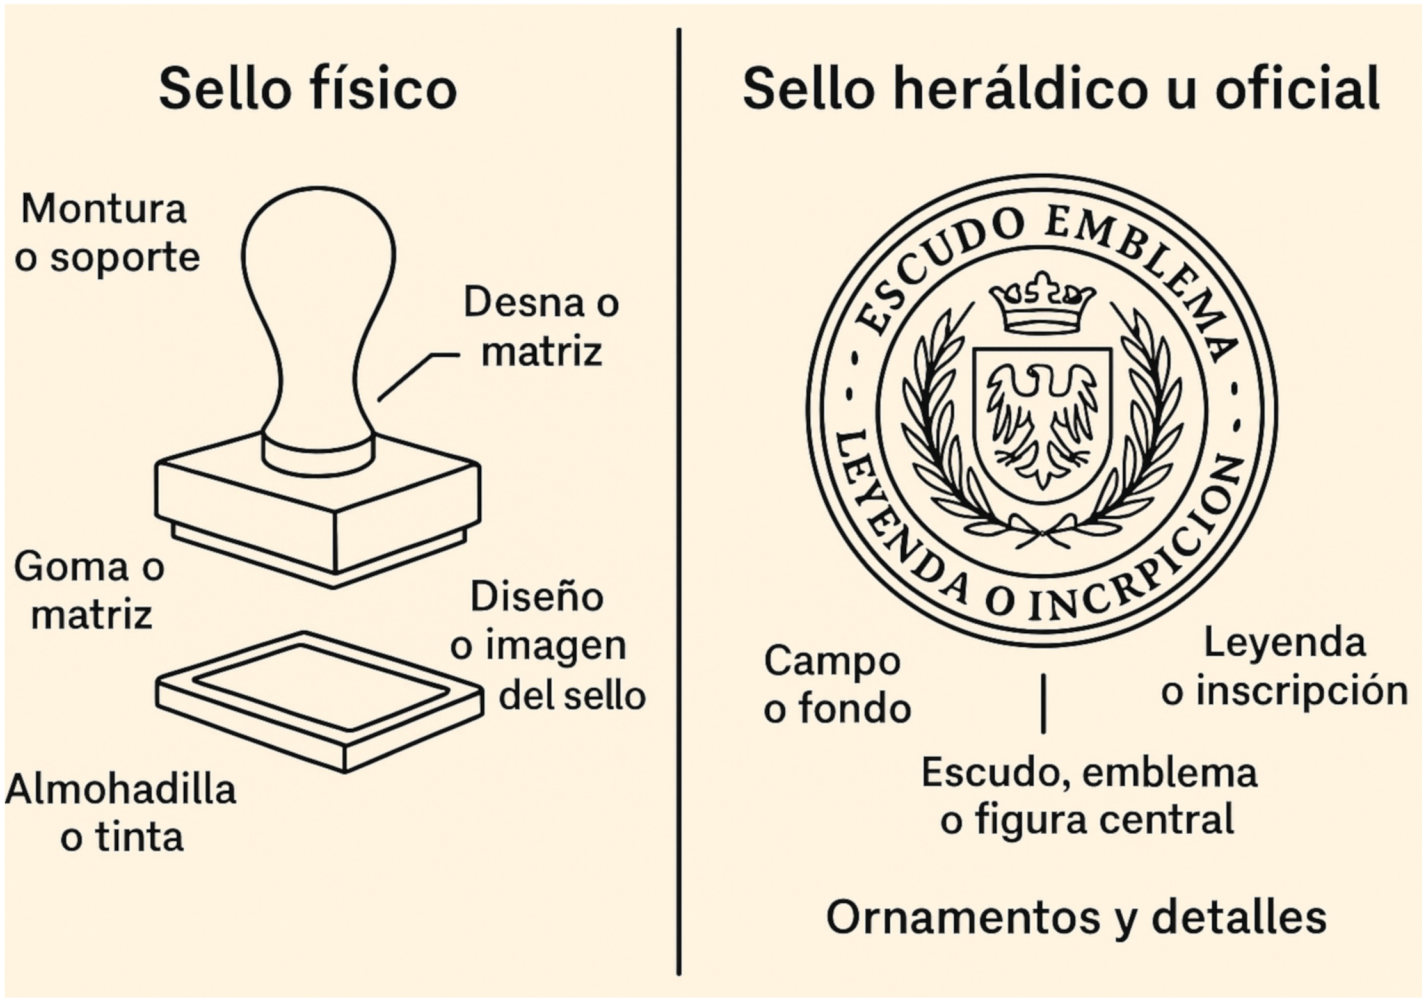 Sello físico
Montura
o soporte
Desna o
matriz
Goma o
matriz
Diseño
o imagen
del sello
Almohadilla
o tinta
Sello heráldico u oficial
ESCUDO EMBLEMA
LEYENDA O INCRPICION
Campo
o fondo
Leyenda
o inscripción
Escudo, emblema
o figura central
Ornamentos y detalles